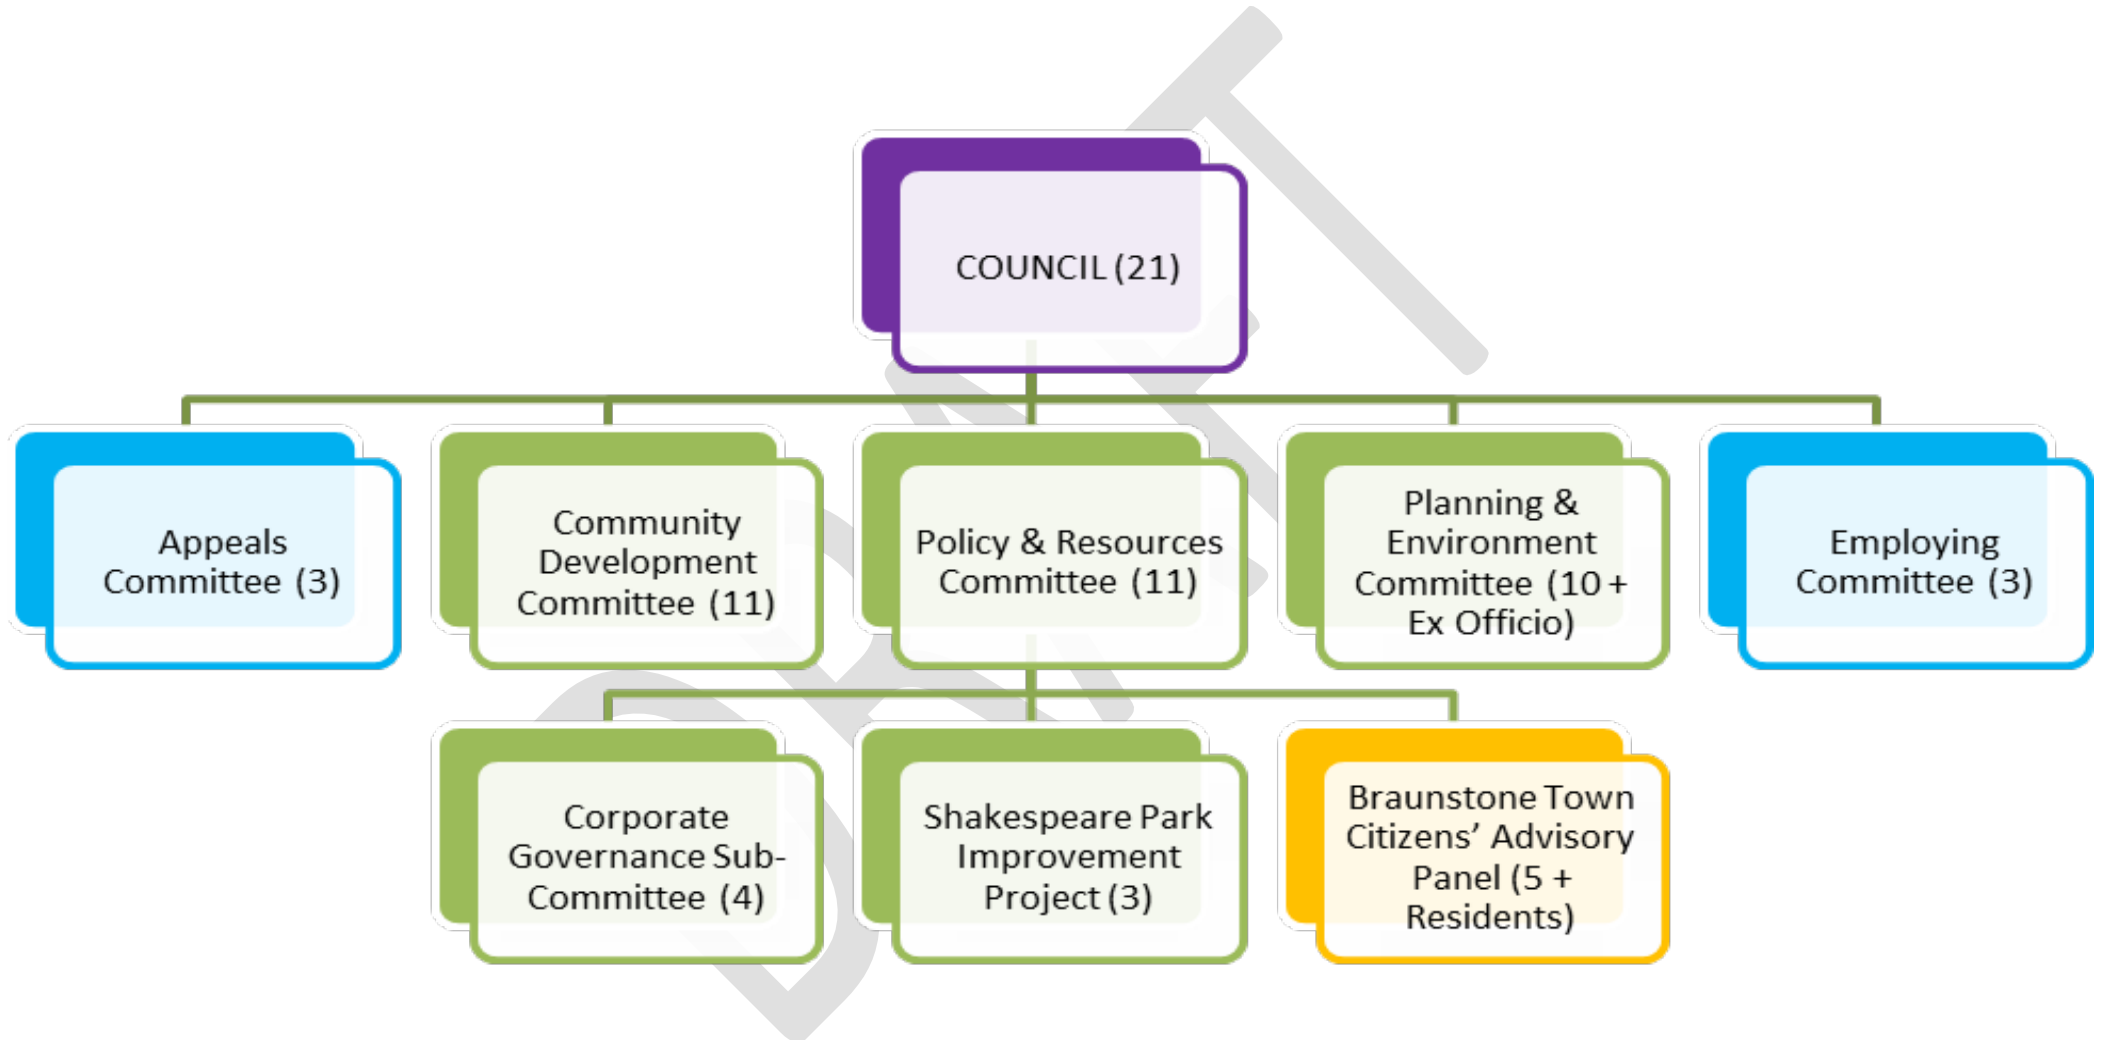 COUNCIL (21)
Appeals
Committee (3)
Community
Development
Committee (11)
Policy & Resources
Committee (11)
Planning &
Environment
Committee (10 +
Ex Officio)
Employing
Committee (3)
Corporate
Governance Sub-
Committee (4)
Shakespeare Park
Improvement
Project (3)
Braunstone Town
Citizens’ Advisory
Panel (5 +
Residents)
DRAFT